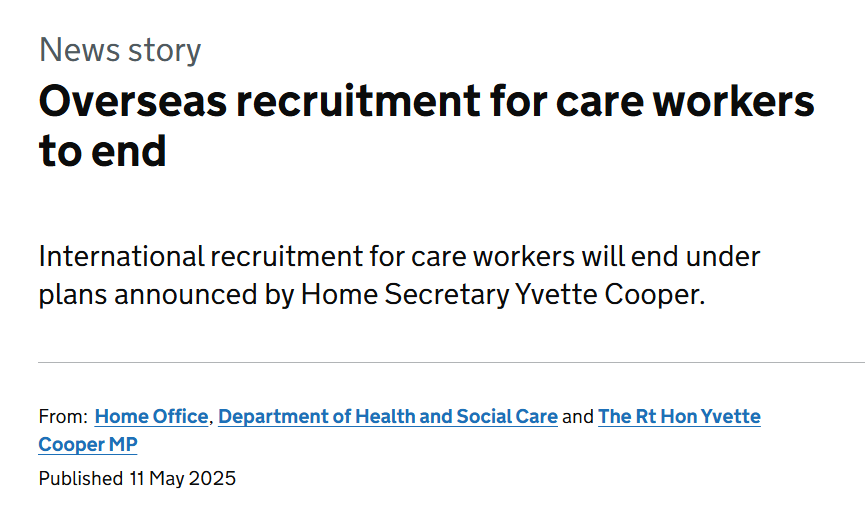 News story
Overseas recruitment for care workers
to end
International recruitment for care workers will end under
plans announced by Home Secretary Yvette Cooper.
From: Home Office, Department of Health and Social Care and The Rt Hon Yvette
Cooper MP
Published 11 May 2025